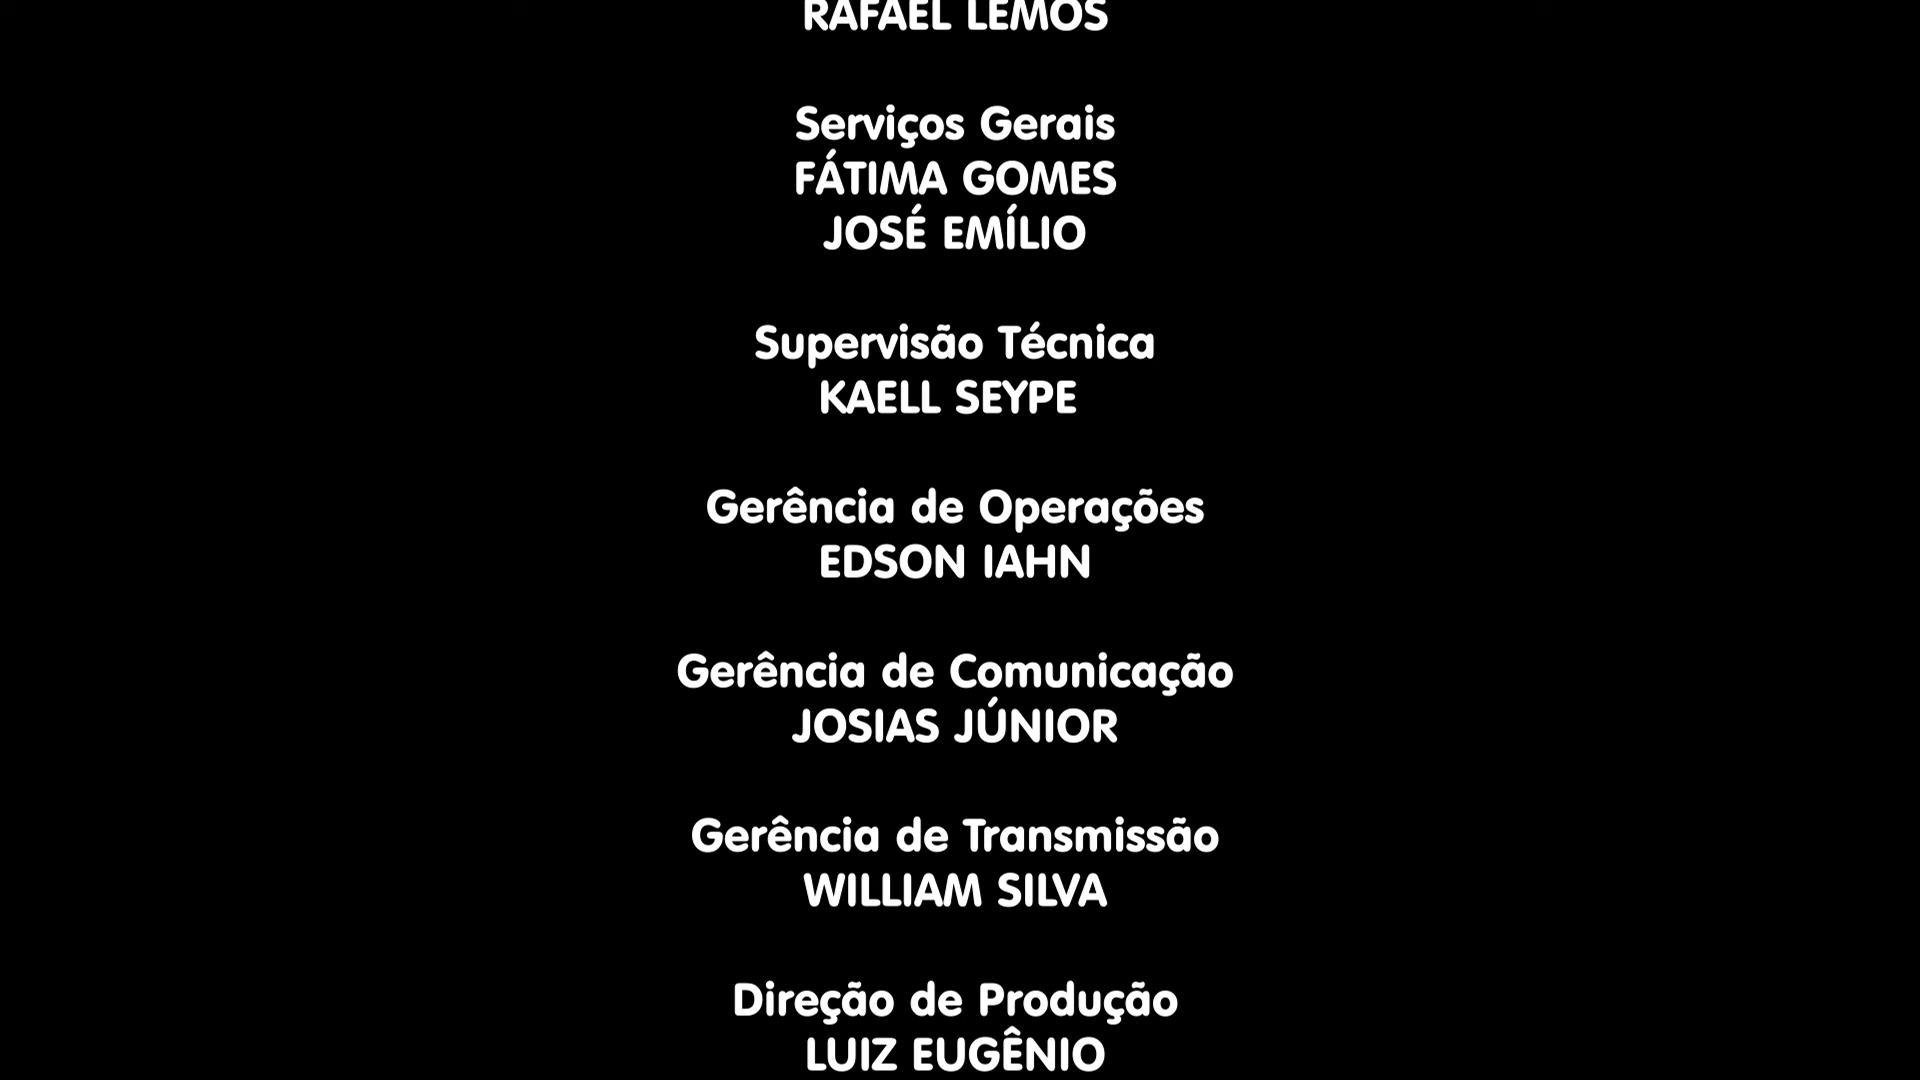 RAFAEL LEMOS
Serviços Gerais
FÁTIMA GOMES
JOSÉ EMÍLIO
Supervisão Técnica
KAELL SEYPE
Gerência de Operações
EDSON IAHN
Gerência de Comunicação
JOSIAS JÚNIOR
Gerência de Transmissão
WILLIAM SILVA
Direção de Produção
LUIZ EUGÊNIO